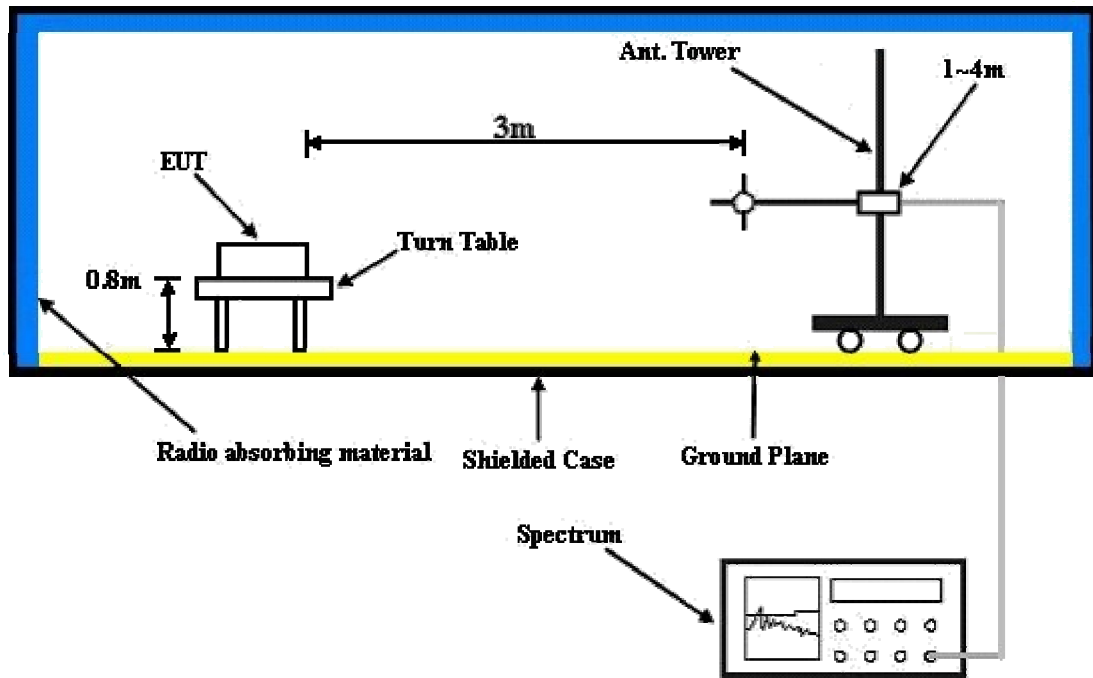 Ant. Tower
1~4m
3m
EUT
Turn Table
0.8m
Radio absorbing material
Shielded Case
Ground Plane
Spectrum